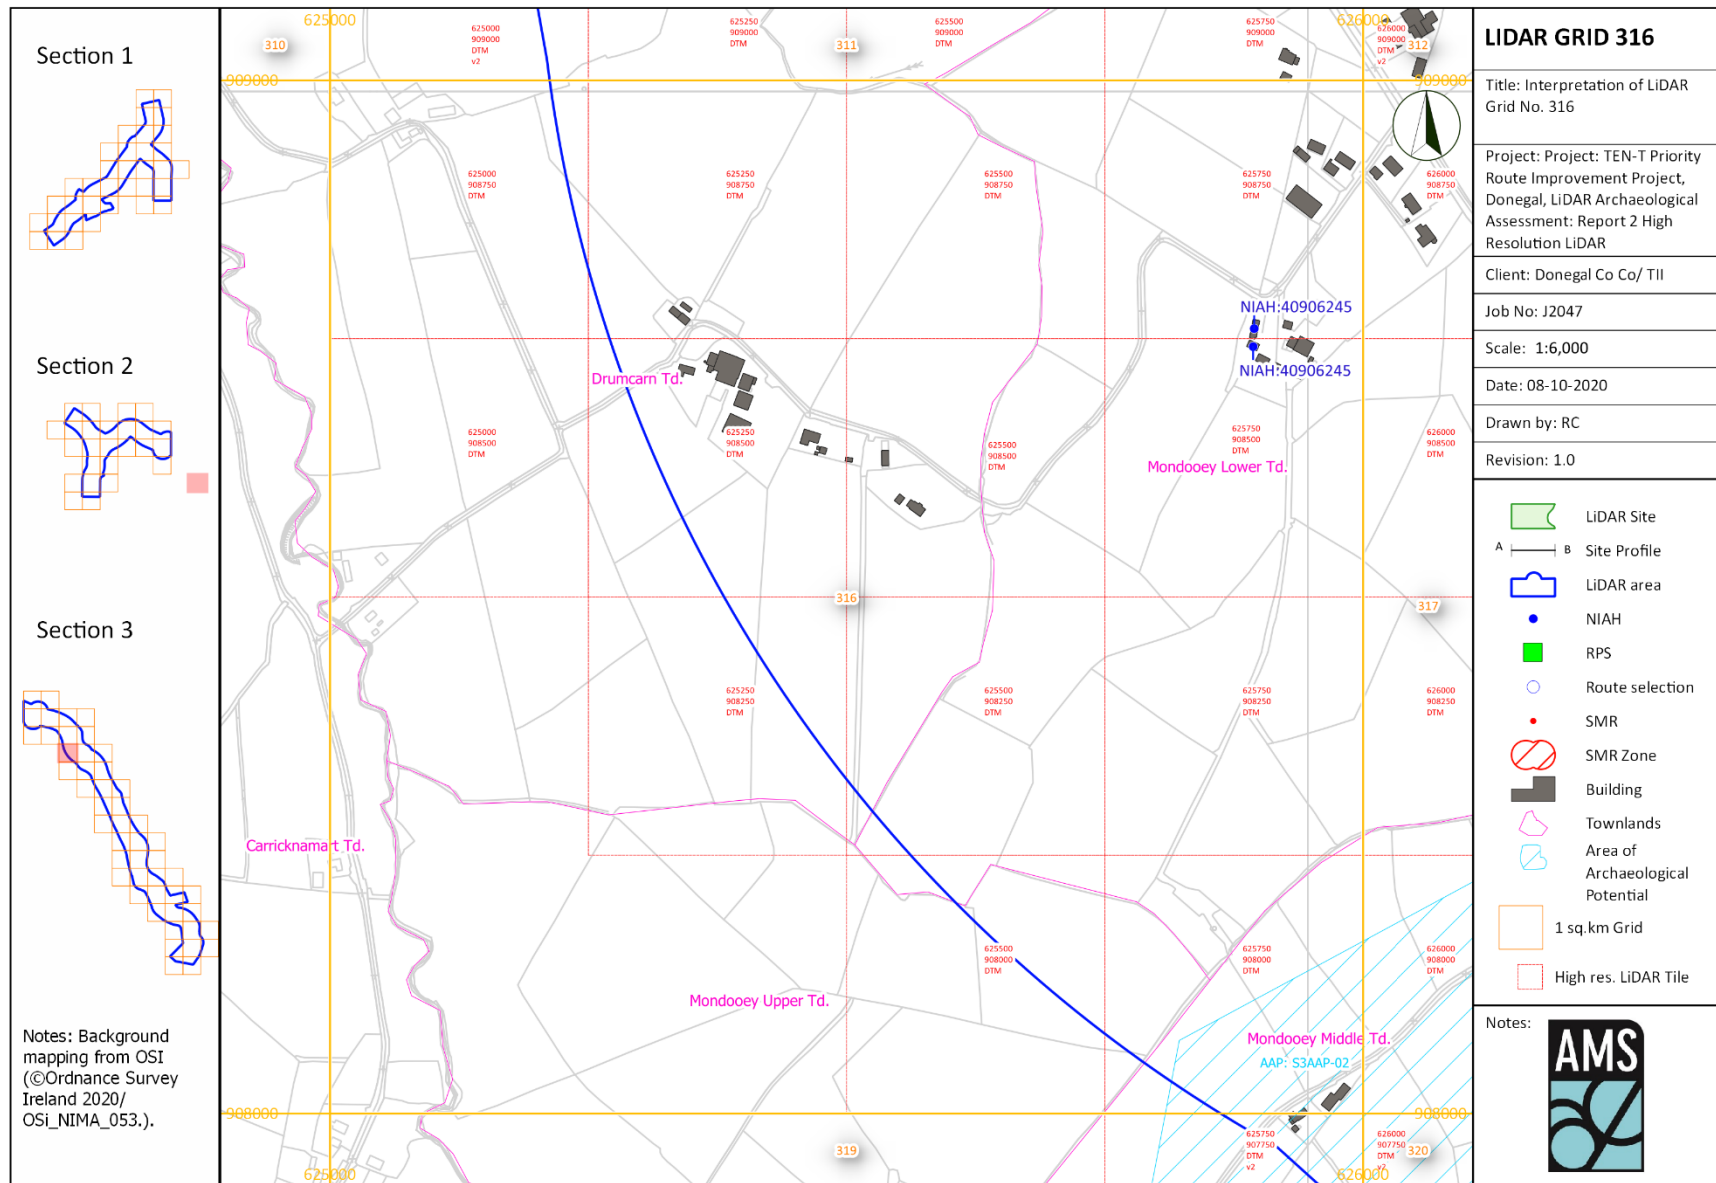 Section 1
Section 2
Section 3
Notes: Background
mapping from OSI
(©Ordnance Survey
Ireland 2020/
OSi_NIMA_053.).
625000
626000
310
625000
909000
DTM
v2
625250
909000
DTM
311
625500
909000
DTM
625750
909000
DTM
626000
909000
DTM
v2
312
909000
909000
625000
908750
DTM
625250
908750
DTM
625500
908750
DTM
625750
908750
DTM
626000
908750
DTM
NIAH:40906245
NIAH:40906245
Drumcarn Td.
625000
908500
DTM
625250
908500
DTM
625500
908500
DTM
625750
908500
DTM
626000
908500
DTM
Mondooey Lower Td.
316
317
625250
908250
DTM
625500
908250
DTM
625750
908250
DTM
626000
908250
DTM
Carricknamart Td.
625500
908000
DTM
625750
908000
DTM
626000
908000
DTM
Mondooey Upper Td.
Mondooey Middle Td.
AAP: S3AAP-02
908000
908000
319
625750
907750
DTM
v2
626000
907750
DTM
v2
320
625000
626000
LIDAR GRID 316
Title: Interpretation of LiDAR
Grid No. 316
Project: Project: TEN-T Priority
Route Improvement Project,
Donegal, LiDAR Archaeological
Assessment: Report 2 High
Resolution LiDAR
Client: Donegal Co Co/ TII
Job No: J2047
Scale: 1:6,000
Date: 08-10-2020
Drawn by: RC
Revision: 1.0
LiDAR Site
A B Site Profile
LiDAR area
NIAH
RPS
Route selection
SMR
SMR Zone
Building
Townlands
Area of
Archaeological
Potential
1 sq.km Grid
High res. LiDAR Tile
Notes:
AMS